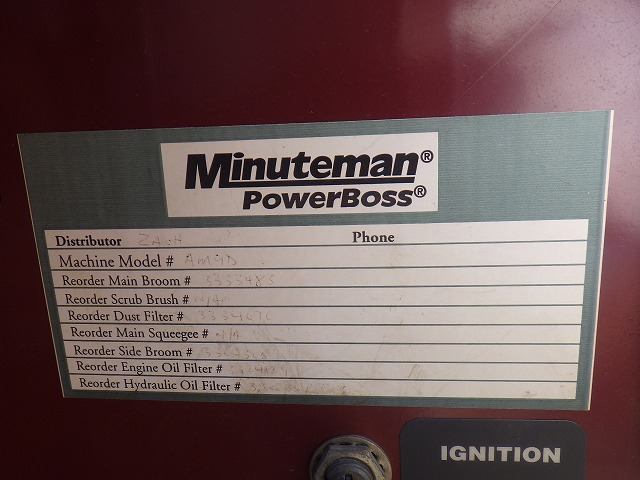 Minuteman®
PowerBoss®
Distributor Phone
Machine Model #
Reorder Main Broom # 3333485
Reorder Scrub Brush # N/A
Reorder Dust Filter #
Reorder Main Squeegee # N/A
Reorder Side Broom #
Reorder Engine Oil Filter #
Reorder Hydraulic Oil Filter #
IGNITION